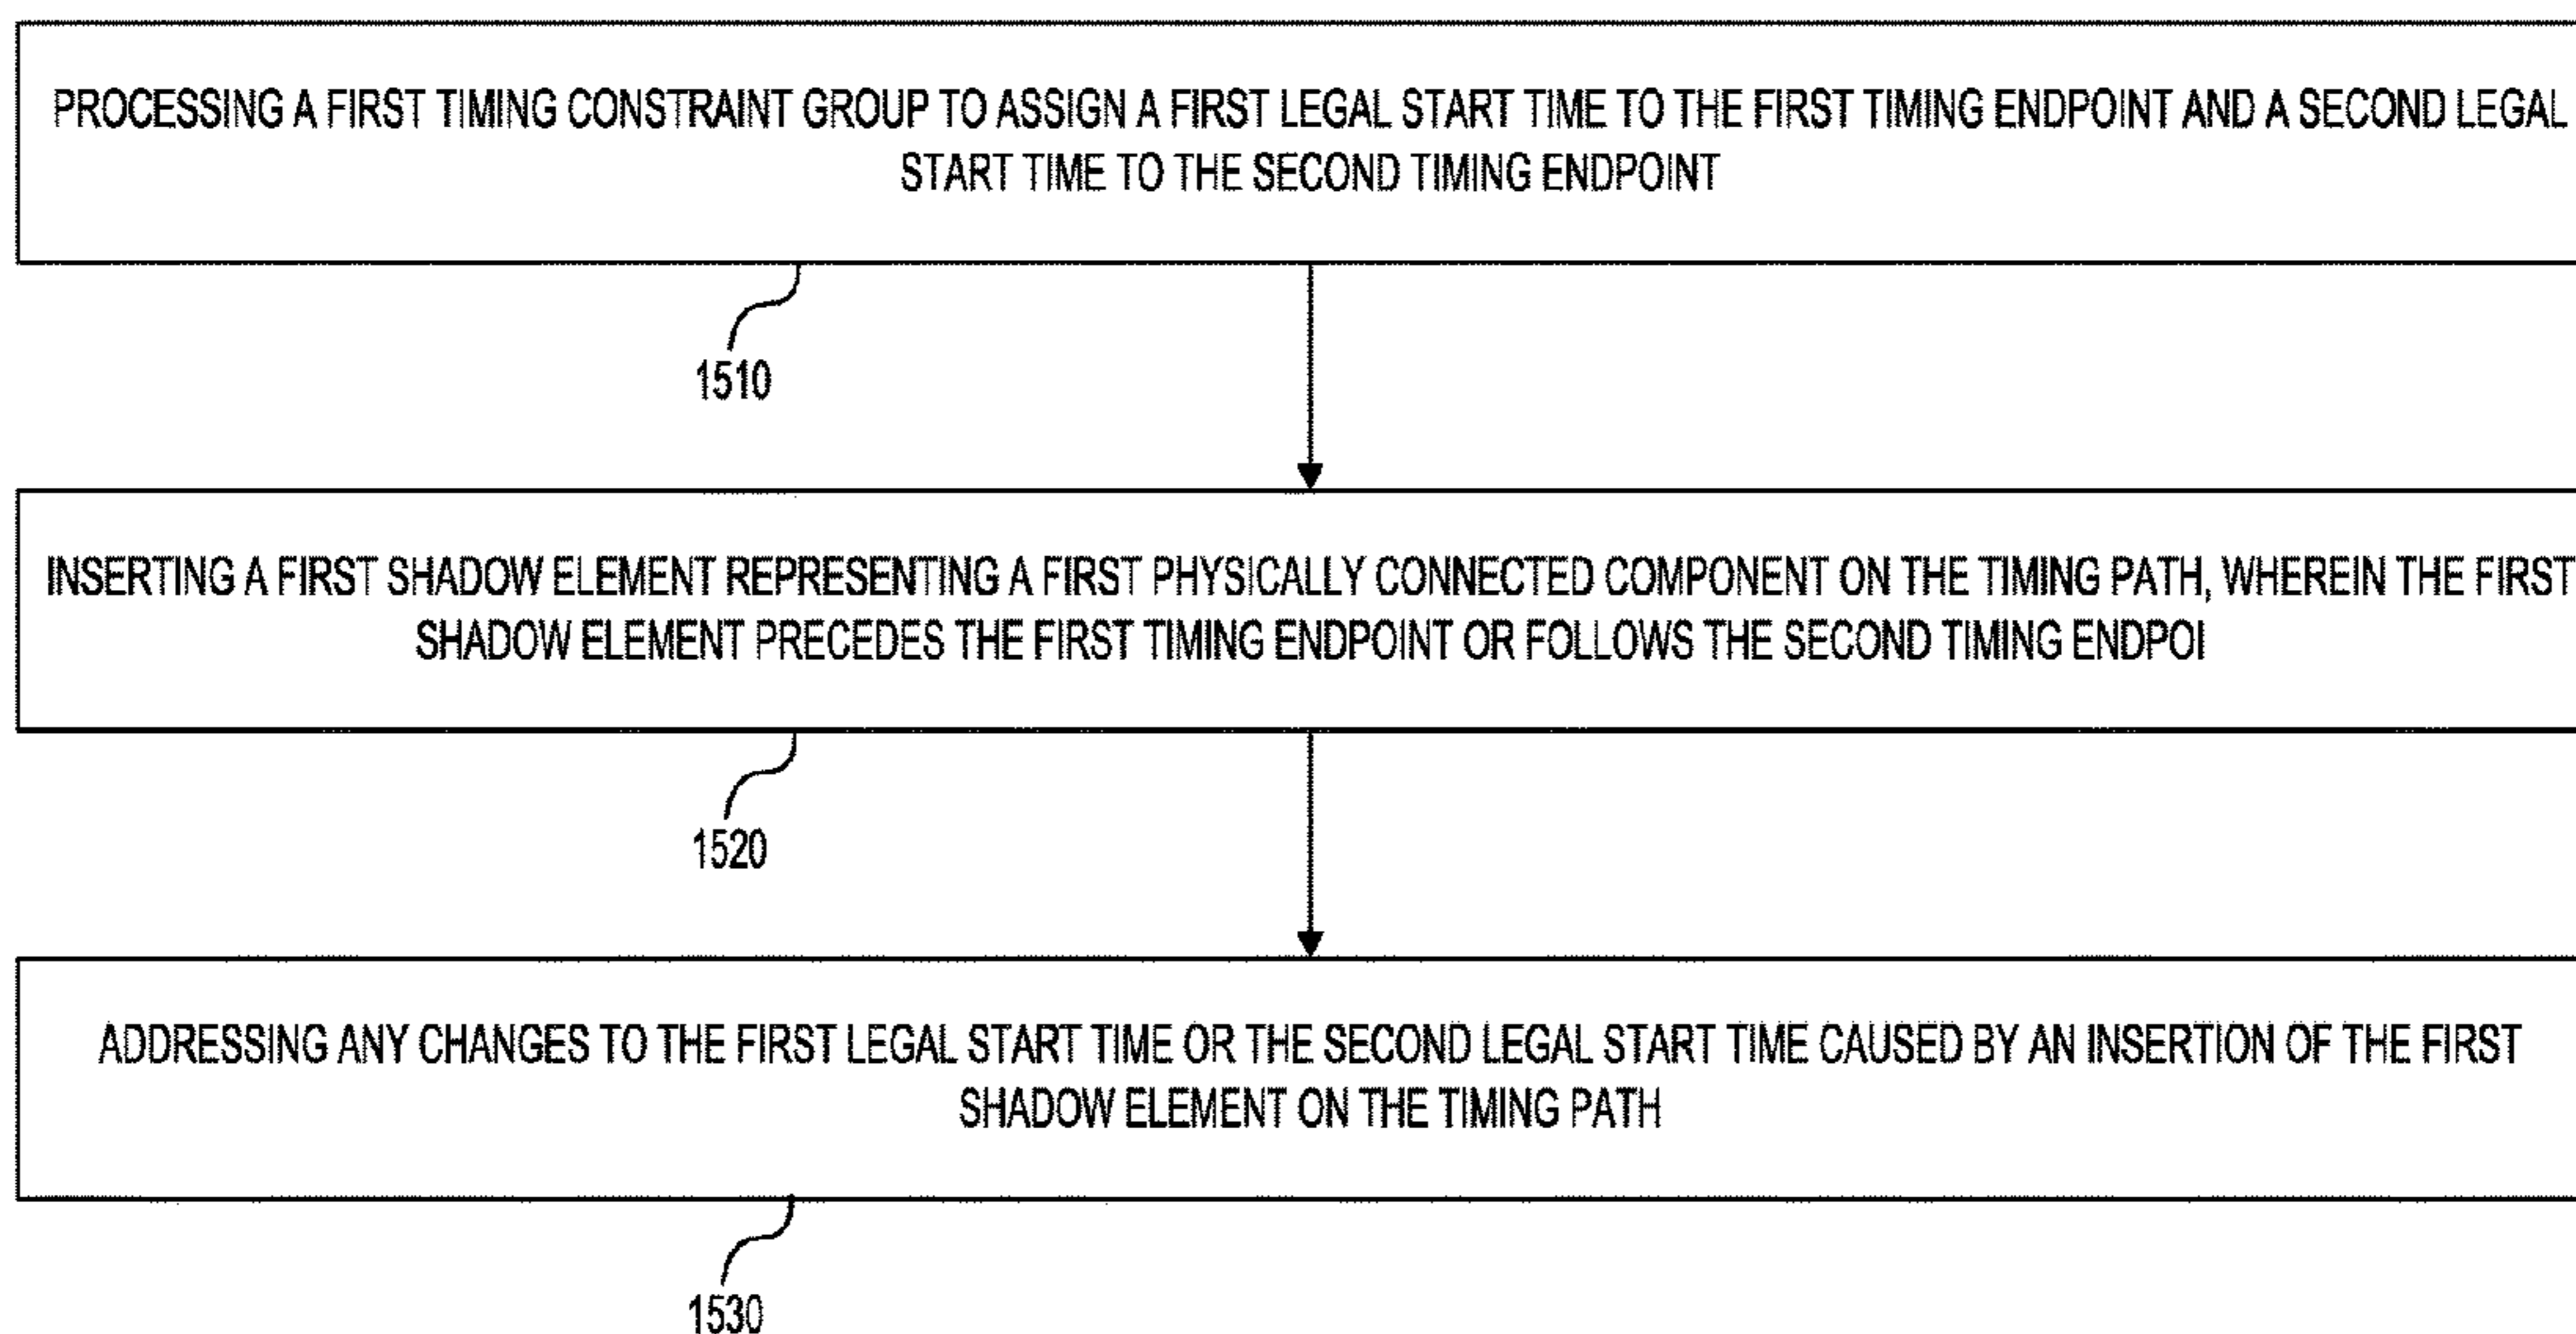 PROCESSING A FIRST TIMING CONSTRAINT GROUP TO ASSIGN A FIRST LEGAL START TIME TO THE FIRST TIMING ENDPOINT AND A SECOND LEGAL
START TIME TO THE SECOND TIMING ENDPOINT
1510
INSERTING A FIRST SHADOW ELEMENT REPRESENTING A FIRST PHYSICALLY CONNECTED COMPONENT ON THE TIMING PATH, WHEREIN THE FIRST
SHADOW ELEMENT PRECEDES THE FIRST TIMING ENDPOINT OR FOLLOWS THE SECOND TIMING ENDPOI
1520
ADDRESSING ANY CHANGES TO THE FIRST LEGAL START TIME OR THE SECOND LEGAL START TIME CAUSED BY AN INSERTION OF THE FIRST
SHADOW ELEMENT ON THE TIMING PATH
1530